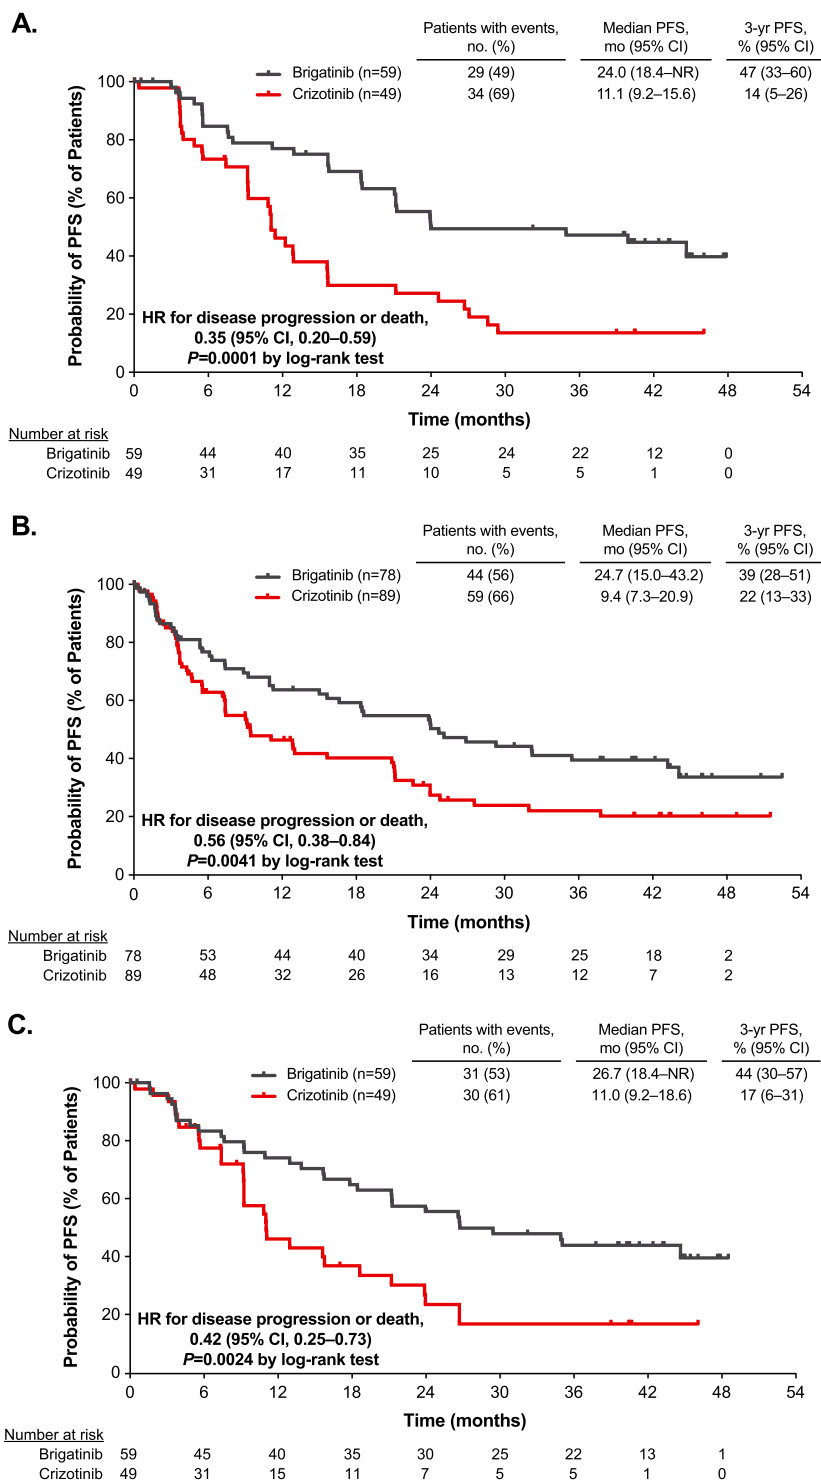 A.
Patients with events, Median PFS, 3-yr PFS,
no. (%) mo (95% CI) % (95% CI)
Brigatinib (n=59) 29 (49) 24.0 (18.4–NR) 47 (33–60)
Crizotinib (n=49) 34 (69) 11.1 (9.2–15.6) 14 (5–26)
Probability of PFS (% of Patients)
100
80
60
40
20
0
HR for disease progression or death,
0.35 (95% CI, 0.20–0.59)
P=0.0001 by log-rank test
0 6 12 18 24 30 36 42 48 54
Time (months)
Number at risk
Brigatinib 59 44 40 35 25 24 22 12 0
Crizotinib 49 31 17 11 10 5 5 1 0
B.
Patients with events, Median PFS, 3-yr PFS,
no. (%) mo (95% CI) % (95% CI)
Brigatinib (n=78) 44 (56) 24.7 (15.0–43.2) 39 (28–51)
Crizotinib (n=89) 59 (66) 9.4 (7.3–20.9) 22 (13–33)
Probability of PFS (% of Patients)
100
80
60
40
20
0
HR for disease progression or death,
0.56 (95% CI, 0.38–0.84)
P=0.0041 by log-rank test
0 6 12 18 24 30 36 42 48 54
Time (months)
Number at risk
Brigatinib 78 53 44 40 34 29 25 18 2
Crizotinib 89 48 32 26 16 13 12 7 2
C.
Patients with events, Median PFS, 3-yr PFS,
no. (%) mo (95% CI) % (95% CI)
Brigatinib (n=59) 31 (53) 26.7 (18.4–NR) 44 (30–57)
Crizotinib (n=49) 30 (61) 11.0 (9.2–18.6) 17 (6–31)
Probability of PFS (% of Patients)
100
80
60
40
20
0
HR for disease progression or death,
0.42 (95% CI, 0.25–0.73)
P=0.0024 by log-rank test
0 6 12 18 24 30 36 42 48 54
Time (months)
Number at risk
Brigatinib 59 45 40 35 30 25 22 13 1
Crizotinib 49 31 15 11 7 5 5 1 0